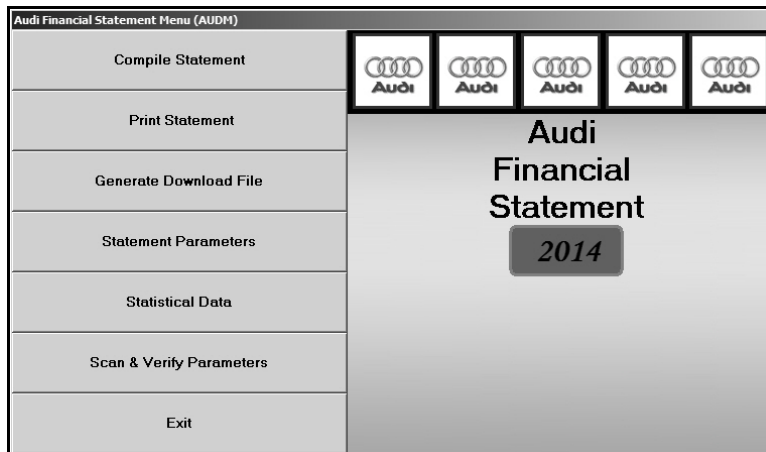 Audi Financial Statement Menu (AUDM)
Compile Statement
Print Statement
Generate Download File
Statement Parameters
Statistical Data
Scan & Verify Parameters
Exit
Audi Audi Audi Audi Audi
Audi
Financial
Statement
2014